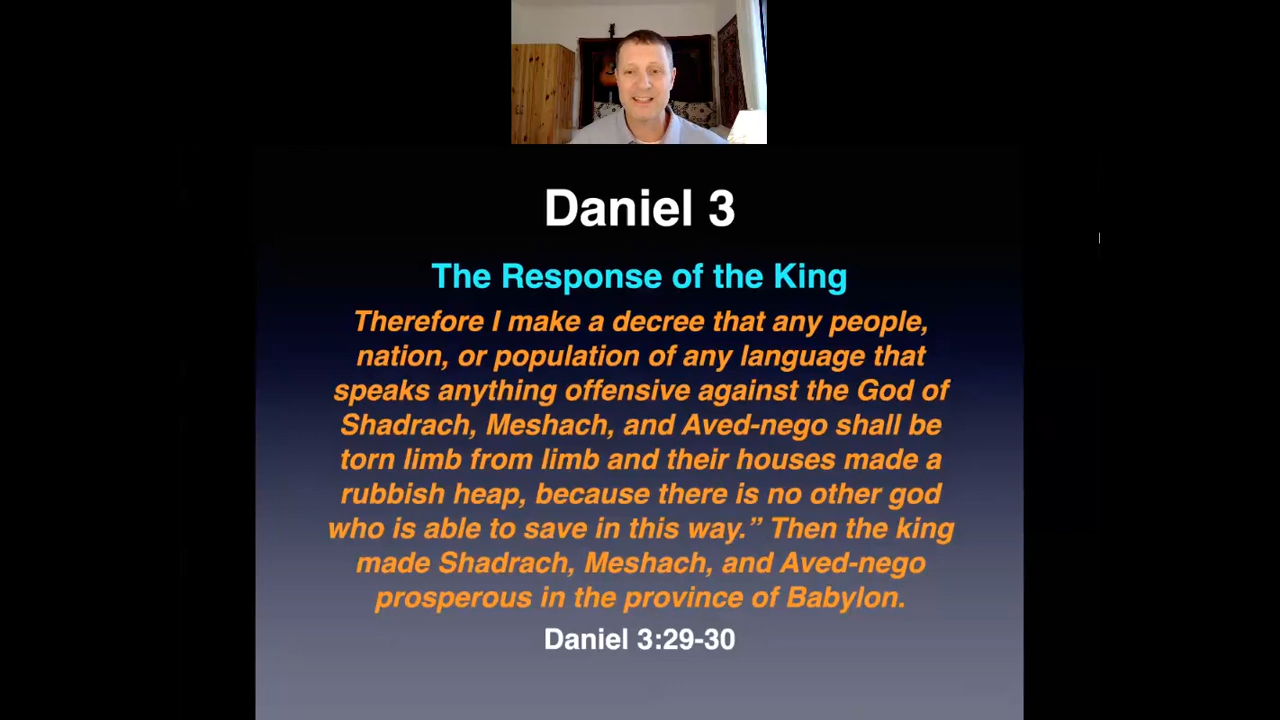 Daniel 3
The Response of the King
Therefore I make a decree that any people,
nation, or population of any language that
speaks anything offensive against the God of
Shadrach, Meshach, and Aved-nego shall be
torn limb from limb and their houses made a
rubbish heap, because there is no other god
who is able to save in this way.” Then the king
made Shadrach, Meshach, and Aved-nego
prosperous in the province of Babylon.
Daniel 3:29-30